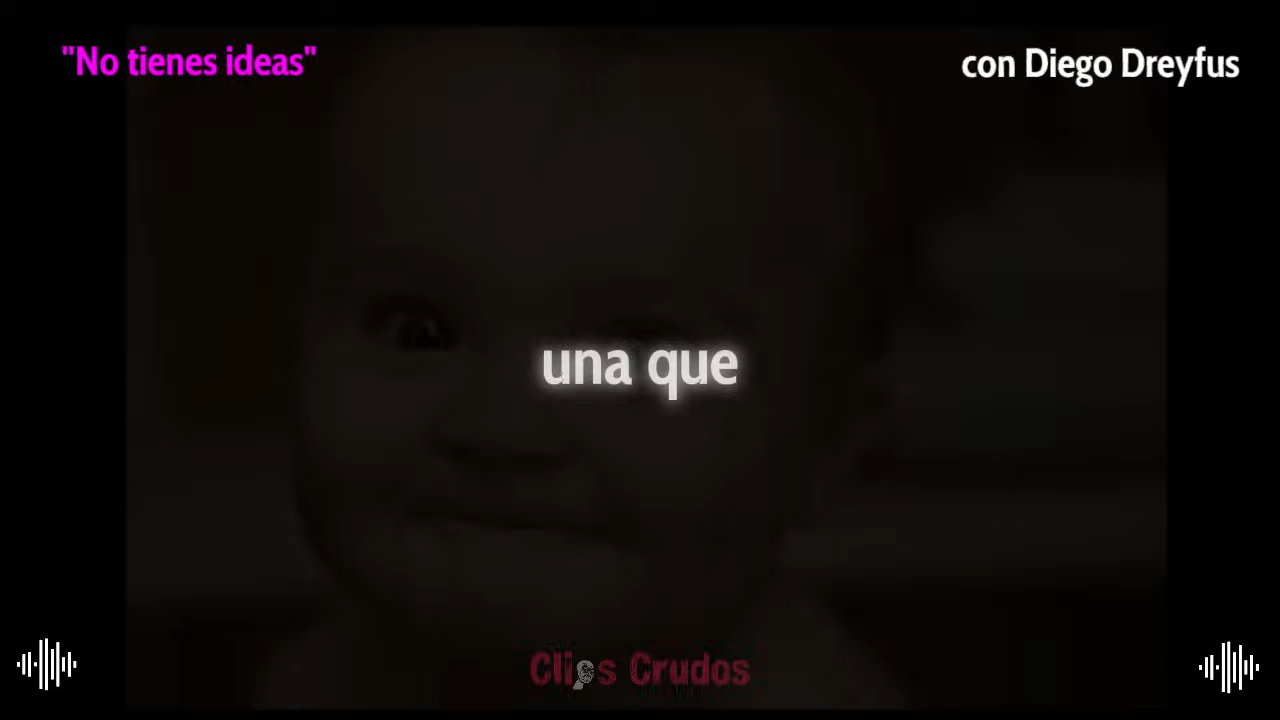 "No tienes ideas"
con Diego Dreyfus
una que
Clips Crudos